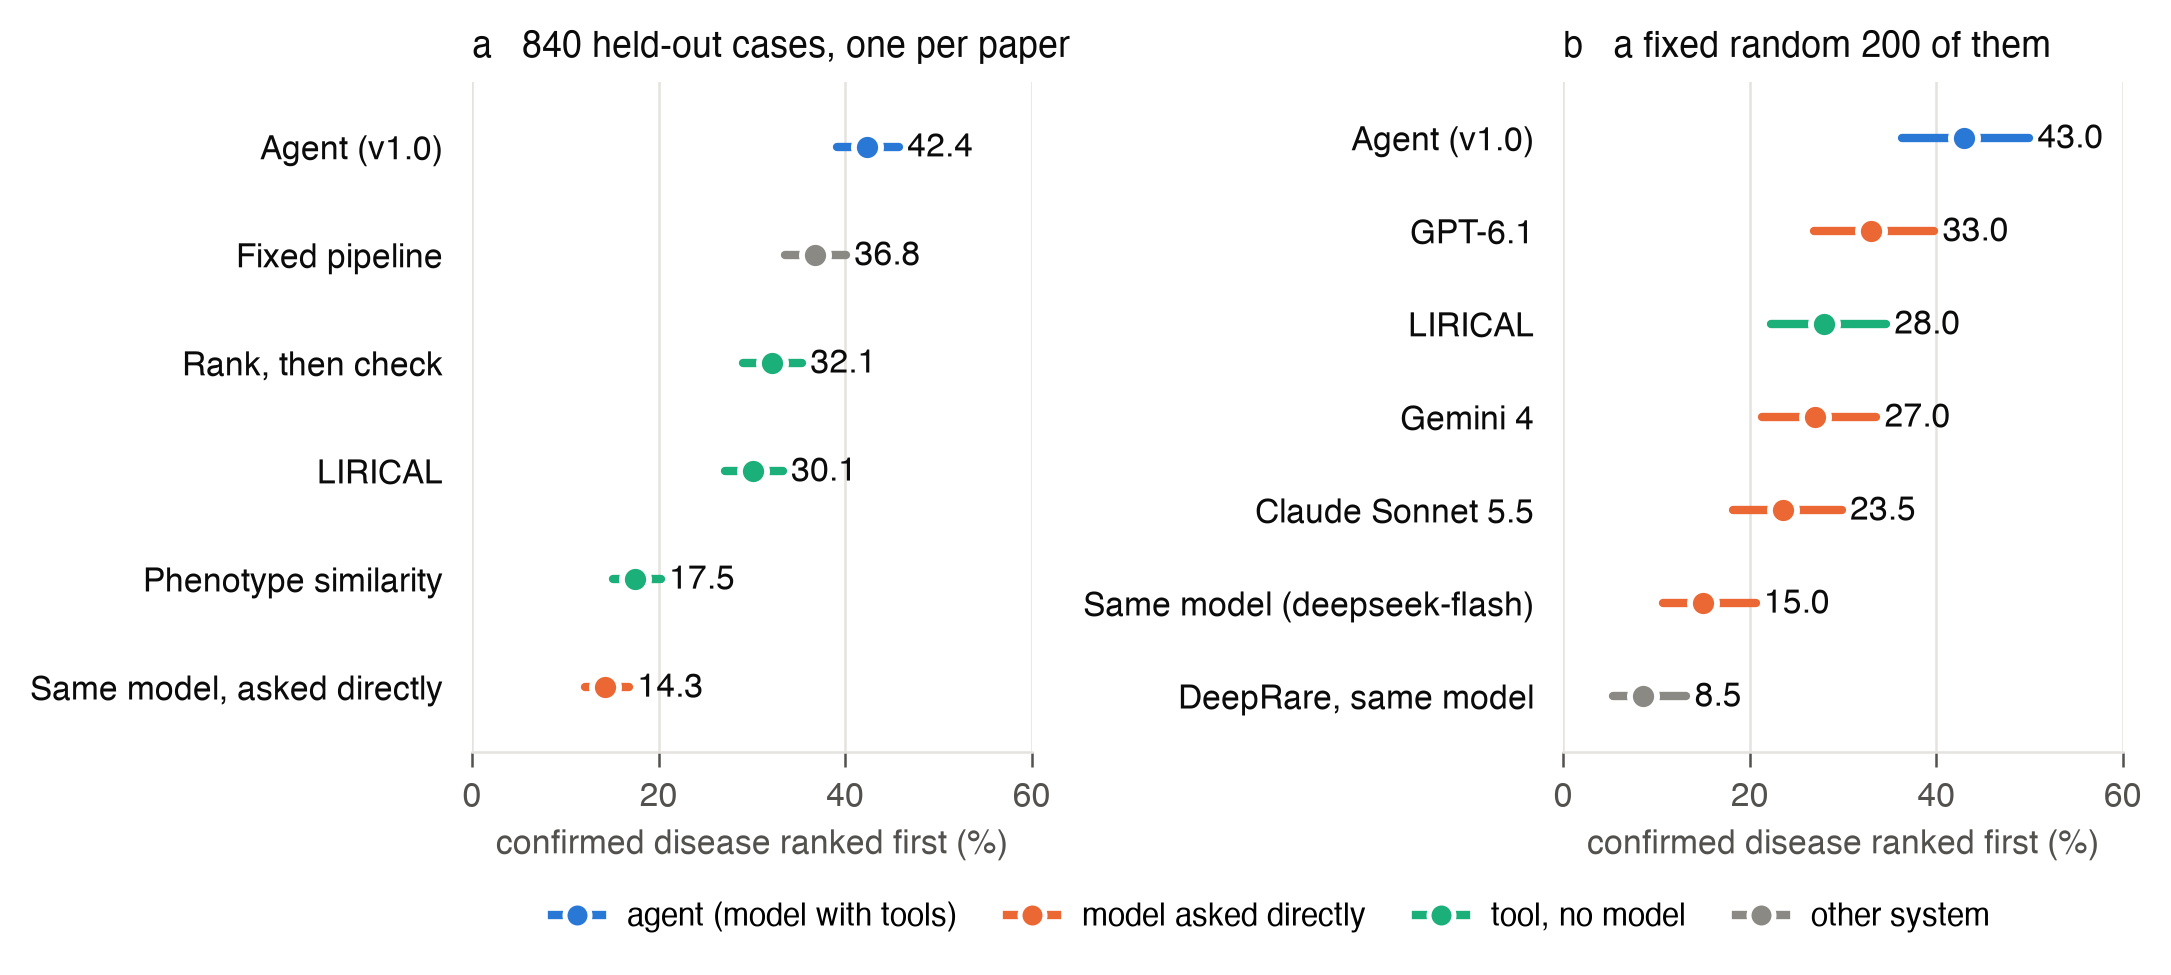 a 840 held-out cases, one per paper
Agent (v1.0)
42.4
Fixed pipeline
36.8
Rank, then check
32.1
LIRICAL
30.1
Phenotype similarity
17.5
Same model, asked directly
14.3
0 20 40 60
confirmed disease ranked first (%)
b a fixed random 200 of them
Agent (v1.0)
43.0
GPT-6.1
33.0
LIRICAL
28.0
Gemini 4
27.0
Claude Sonnet 5.5
23.5
Same model (deepseek-flash)
15.0
DeepRare, same model
8.5
0 20 40 60
confirmed disease ranked first (%)
agent (model with tools) model asked directly tool, no model other system